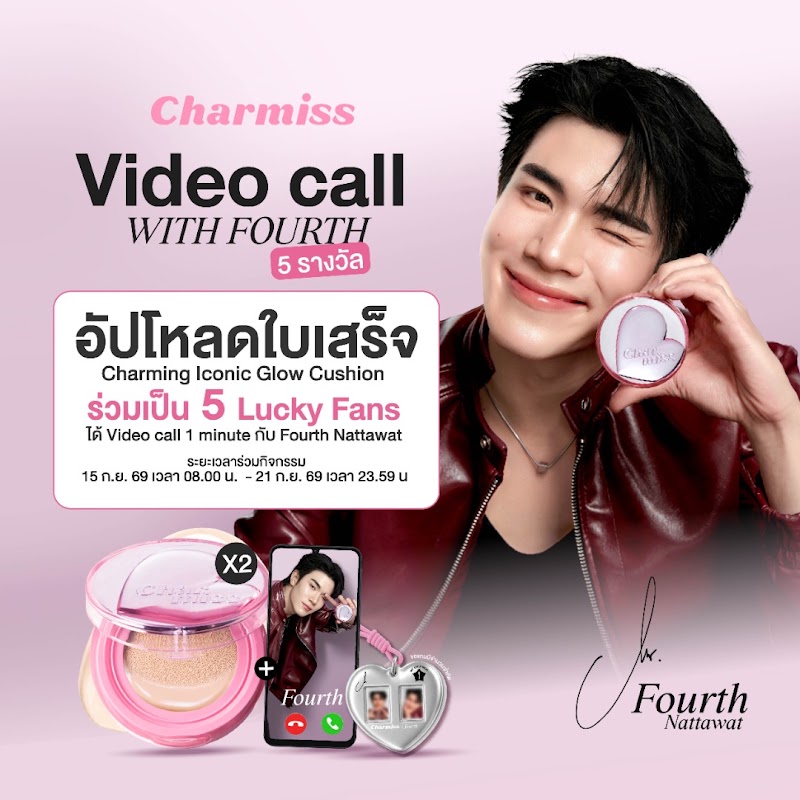 Charmiss
Video call
WITH FOURTH
5 รางวัล
อัปโหลดใบเสร็จ
Charming Iconic Glow Cushion
ร่วมเป็น 5 Lucky Fans
ได้ Video call 1 minute กับ Fourth Nattawat
ระยะเวลาร่วมกิจกรรม
15 ก.ย. 69 เวลา 08.00 น. - 21 ก.ย. 69 เวลา 23.59 น
Charmiss
X2
Charmiss
+
Fourth
1
Charmiss
Fourth
Nattawat